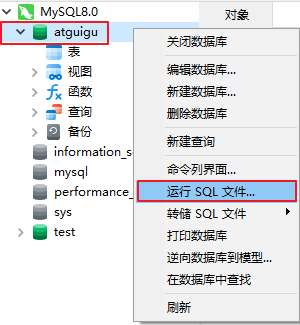 MySQL8.0
对象
atguigu
表
视图
函数
查询
备份
mysql
sys
test
关闭数据库
编辑数据库...
新建数据库...
删除数据库
新建查询
命令列界面...
运行 SQL 文件...
转储 SQL 文件
打印数据库
逆向数据库到模型...
在数据库中查找
刷新